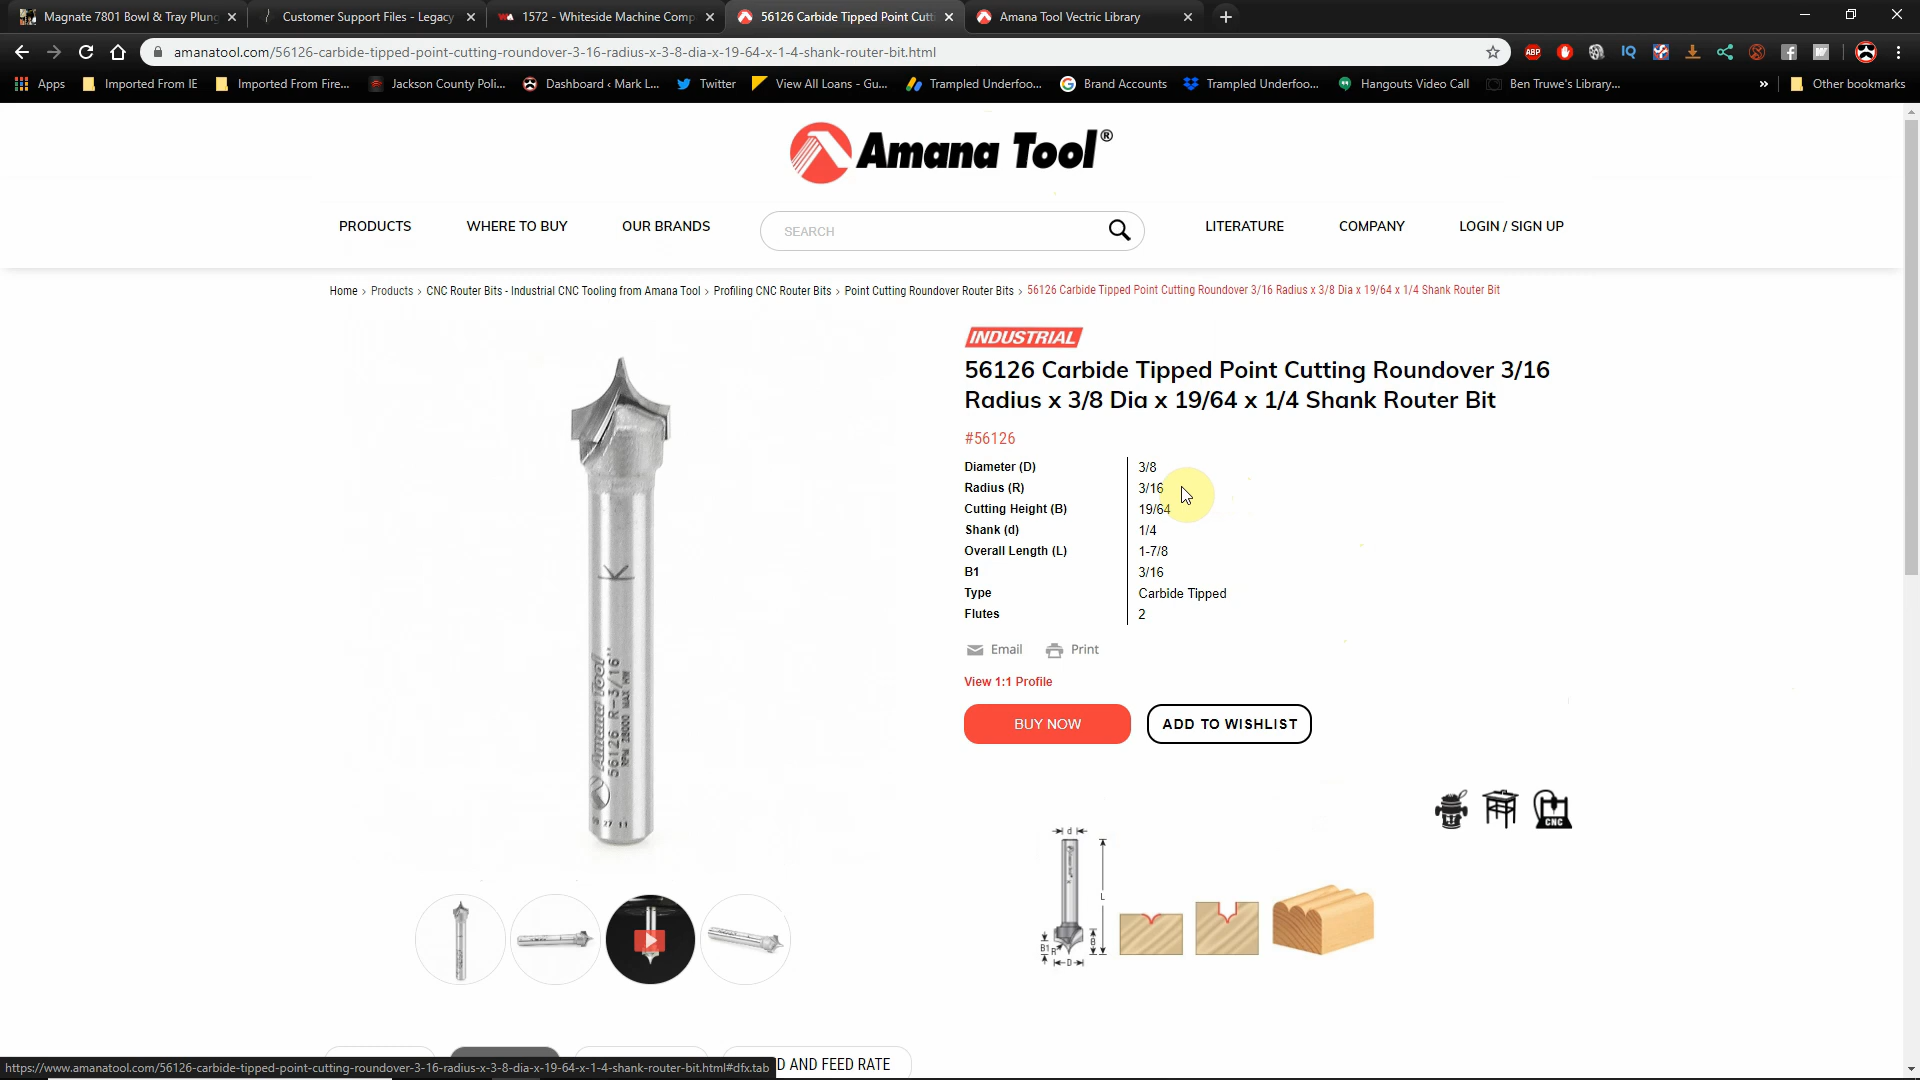 Magnate 7801 Bowl & Tray Plung
Customer Support Files - Legacy
1572 - Whiteside Machine Comp
56126 Carbide Tipped Point Cutti
Amana Tool Vectric Library
amanatool.com/56126-carbide-tipped-point-cutting-roundover-3-16-radius-x-3-8-dia-x-19-64-x-1-4-shank-router-bit.html
Apps
Imported From IE
Imported From Fire...
Jackson County Poli...
Dashboard ‹ Mark L...
Twitter
View All Loans - Gu...
Trampled Underfoo...
Brand Accounts
Trampled Underfoo...
Hangouts Video Call
Ben Truwe's Library...
»
Other bookmarks
Amana Tool®
PRODUCTS
WHERE TO BUY
OUR BRANDS
SEARCH
LITERATURE
COMPANY
LOGIN / SIGN UP
Home › Products › CNC Router Bits - Industrial CNC Tooling from Amana Tool › Profiling CNC Router Bits › Point Cutting Roundover Router Bits › 56126 Carbide Tipped Point Cutting Roundover 3/16 Radius x 3/8 Dia x 19/64 x 1/4 Shank Router Bit
INDUSTRIAL
56126 Carbide Tipped Point Cutting Roundover 3/16
Radius x 3/8 Dia x 19/64 x 1/4 Shank Router Bit
#56126
Diameter (D) 3/8
Radius (R) 3/16
Cutting Height (B) 19/64
Shank (d) 1/4
Overall Length (L) 1-7/8
B1 3/16
Type Carbide Tipped
Flutes 2
Email
Print
View 1:1 Profile
BUY NOW
ADD TO WISHLIST
K
Amana Tool
56126 R-3/16"
RPM 28000 MAX HW
CNC
d
L
B1
R
B
D
D AND FEED RATE
https://www.amanatool.com/56126-carbide-tipped-point-cutting-roundover-3-16-radius-x-3-8-dia-x-19-64-x-1-4-shank-router-bit.html#dfx.tab